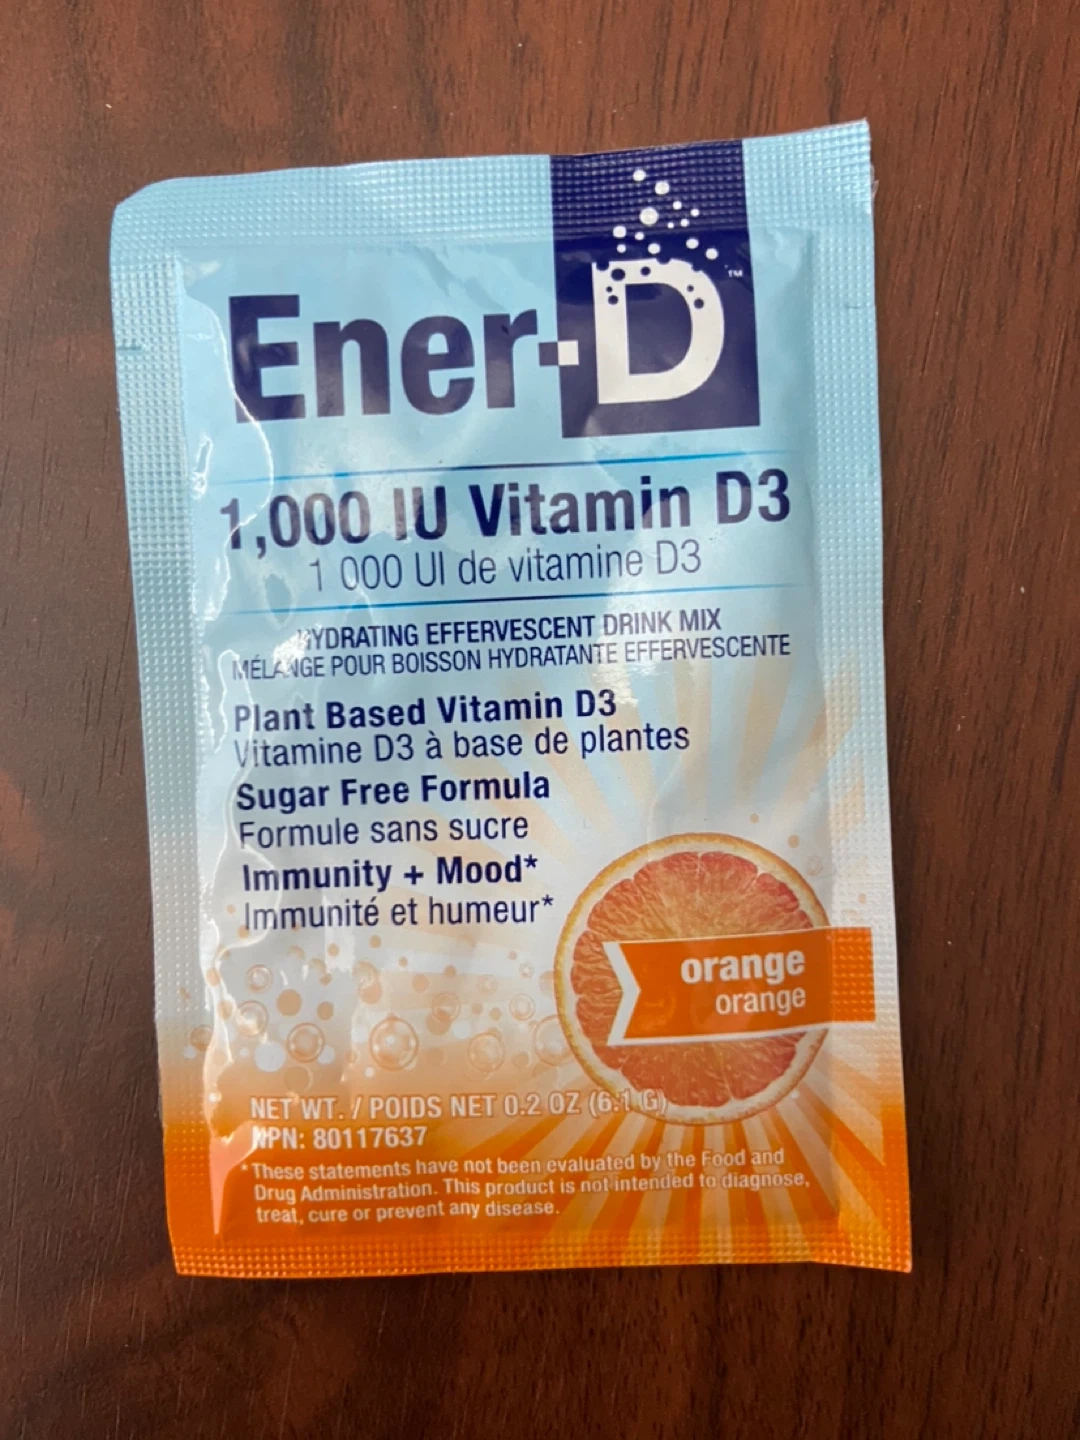 Ener-D™
1,000 IU Vitamin D3
1 000 UI de vitamine D3
HYDRATING EFFERVESCENT DRINK MIX
MÉLANGE POUR BOISSON HYDRATANTE EFFERVESCENTE
Plant Based Vitamin D3
Vitamine D3 à base de plantes
Sugar Free Formula
Formule sans sucre
Immunity + Mood*
Immunité et humeur*
orange
orange
NET WT. / POIDS NET 0.2 OZ (6.1 G)
NPN: 80117637
*These statements have not been evaluated by the Food and
Drug Administration. This product is not intended to diagnose,
treat, cure or prevent any disease.